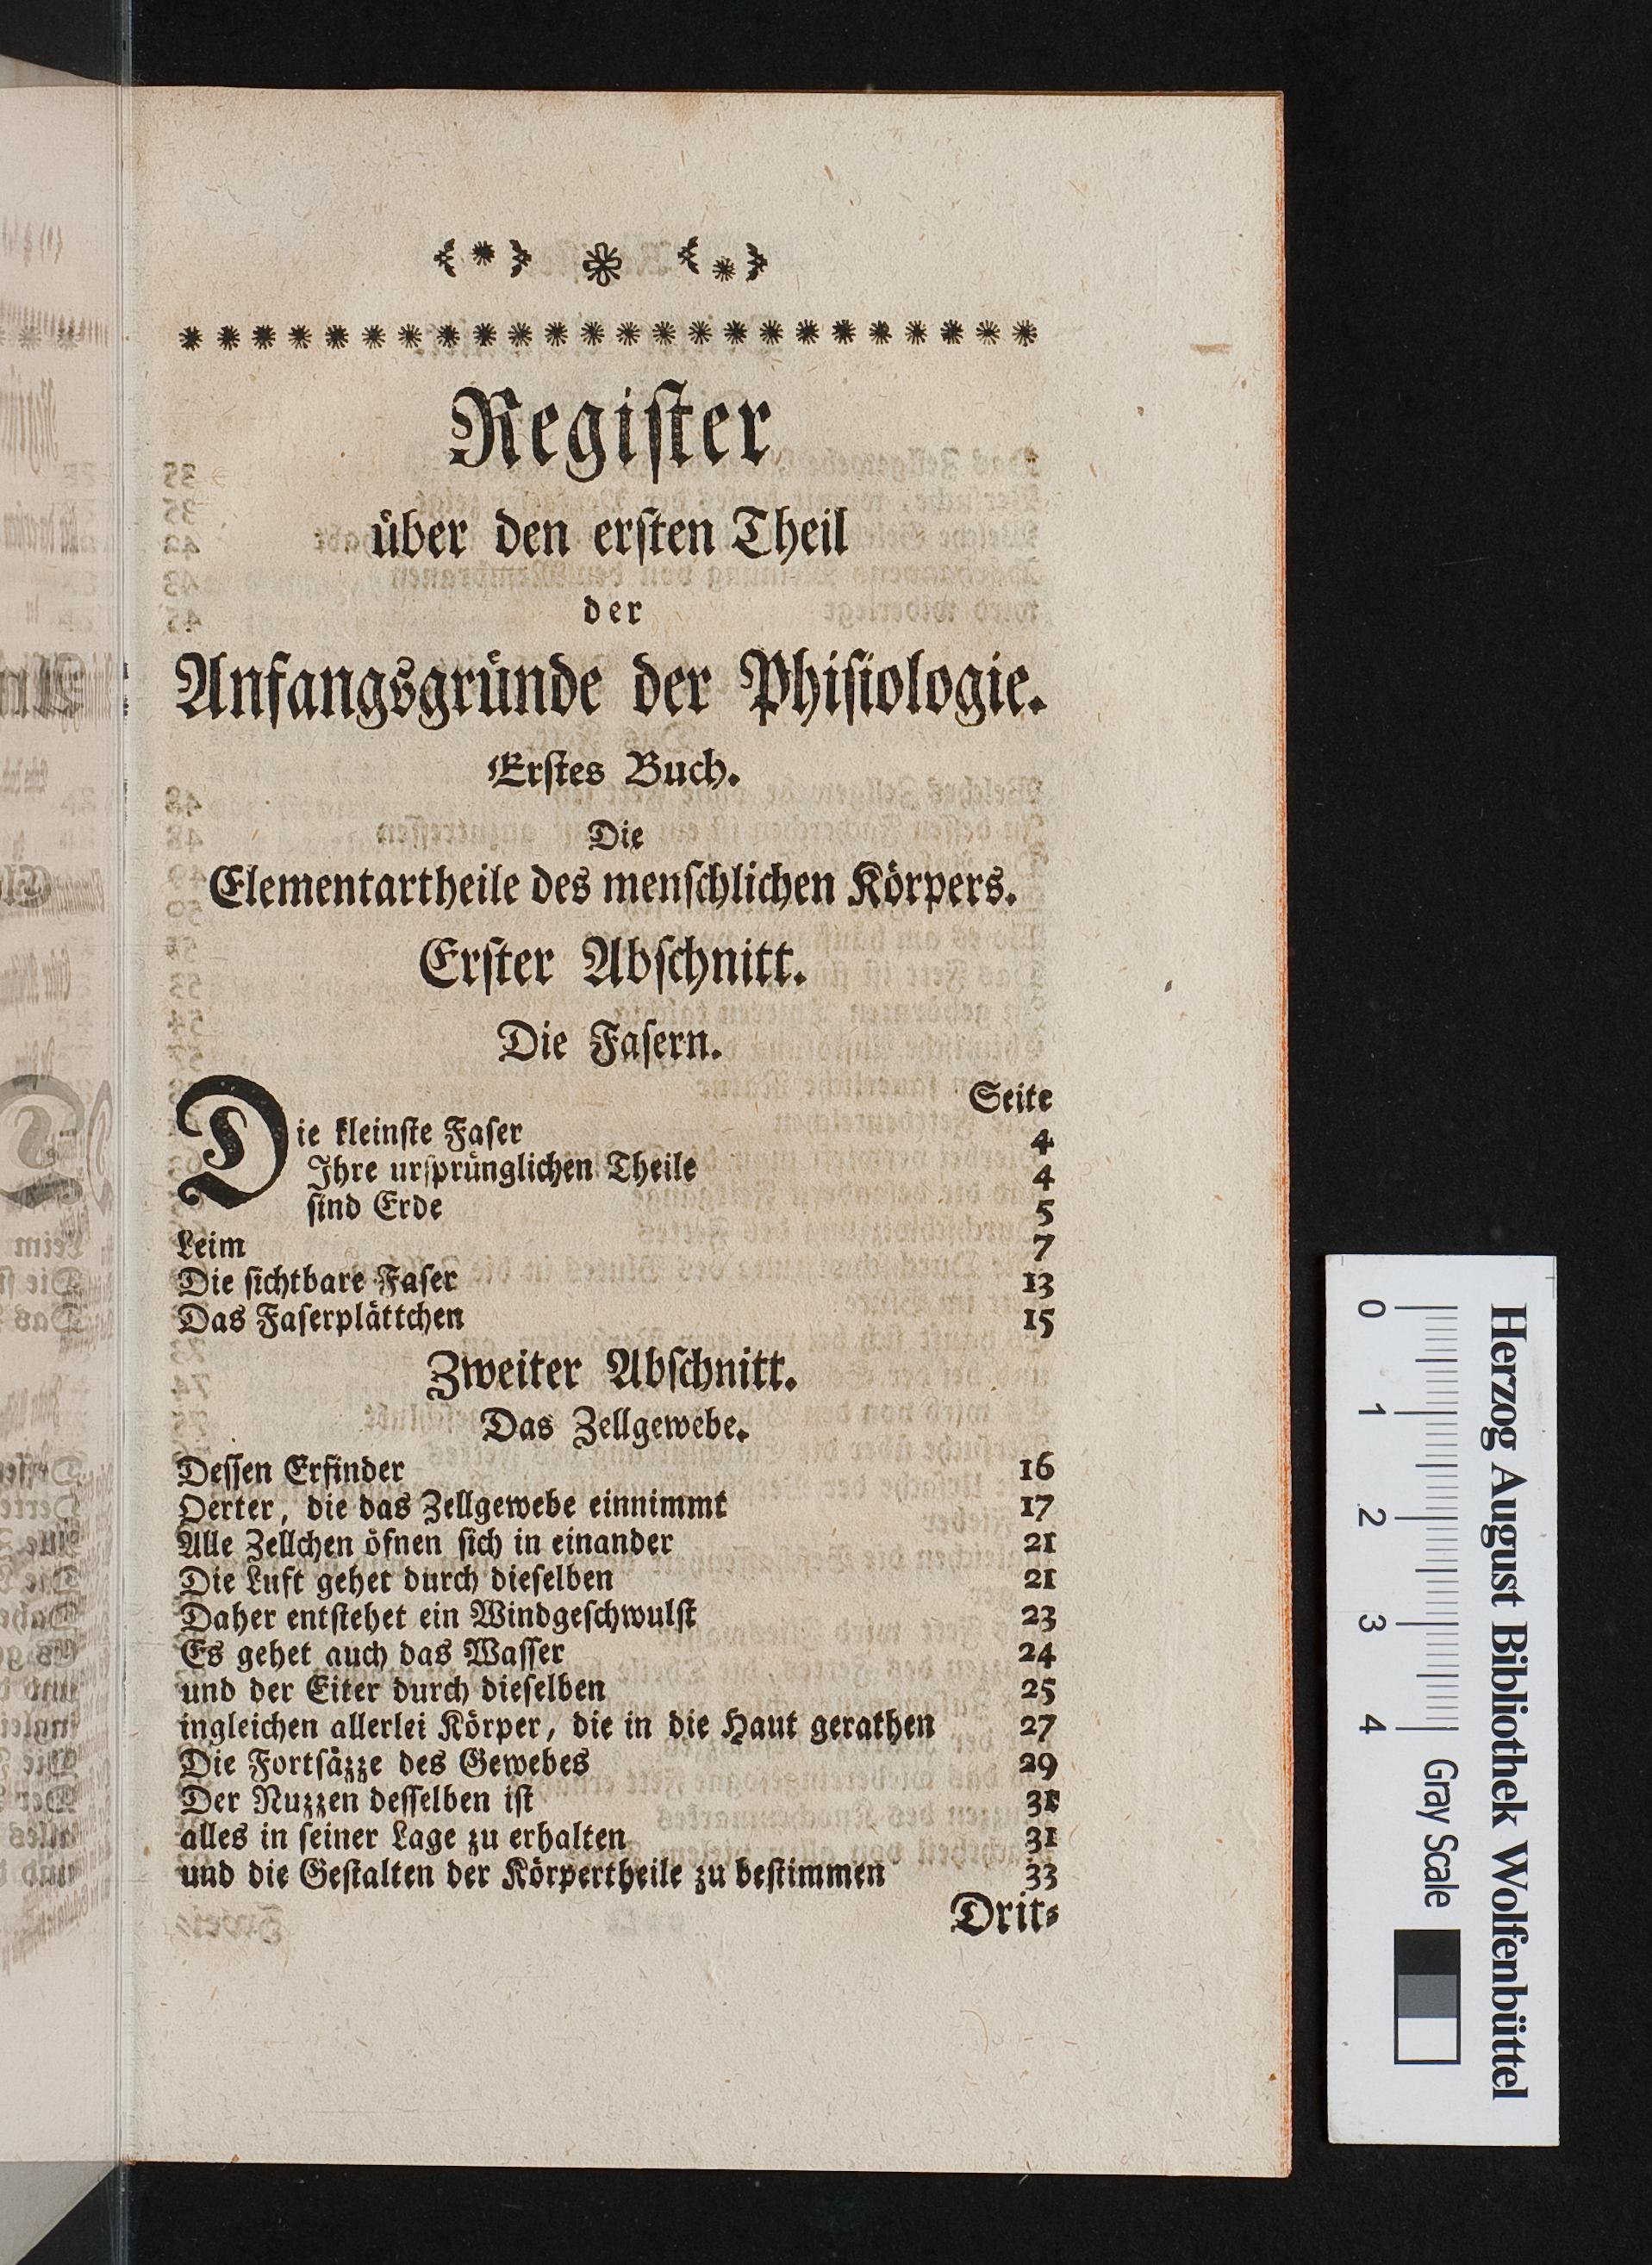 Regiſter
über den erſten Theil
der
Anfangsgründe der Phiſiologie.
Erſtes Buch.
Die
Elementartheile des menſchlichen Körpers.
Erſter Abſchnitt.
Die Faſern.
Seite
Die kleinſte Faſer 4
Ihre urſprünglichen Theile 4
ſind Erde 5
Leim 7
Die ſichtbare Faſer 13
Das Faſerplättchen 15
Zweiter Abſchnitt.
Das Zellgewebe.
Deſſen Erfinder 16
Oerter, die das Zellgewebe einnimmt 17
Alle Zellchen öfnen ſich in einander 21
Die Luft gehet durch dieſelben 21
Daher entſtehet ein Windgeſchwulſt 23
Es gehet auch das Waſſer 24
und der Eiter durch dieſelben 25
ingleichen allerlei Körper, die in die Haut gerathen 27
Die Fortſäzze des Gewebes 29
Der Nuzzen deſſelben iſt 31
alles in ſeiner Lage zu erhalten 31
und die Geſtalten der Körpertheile zu beſtimmen 33
Drit⸗
Herzog August Bibliothek Wolfenbüttel
0 1 2 3 4 Gray Scale